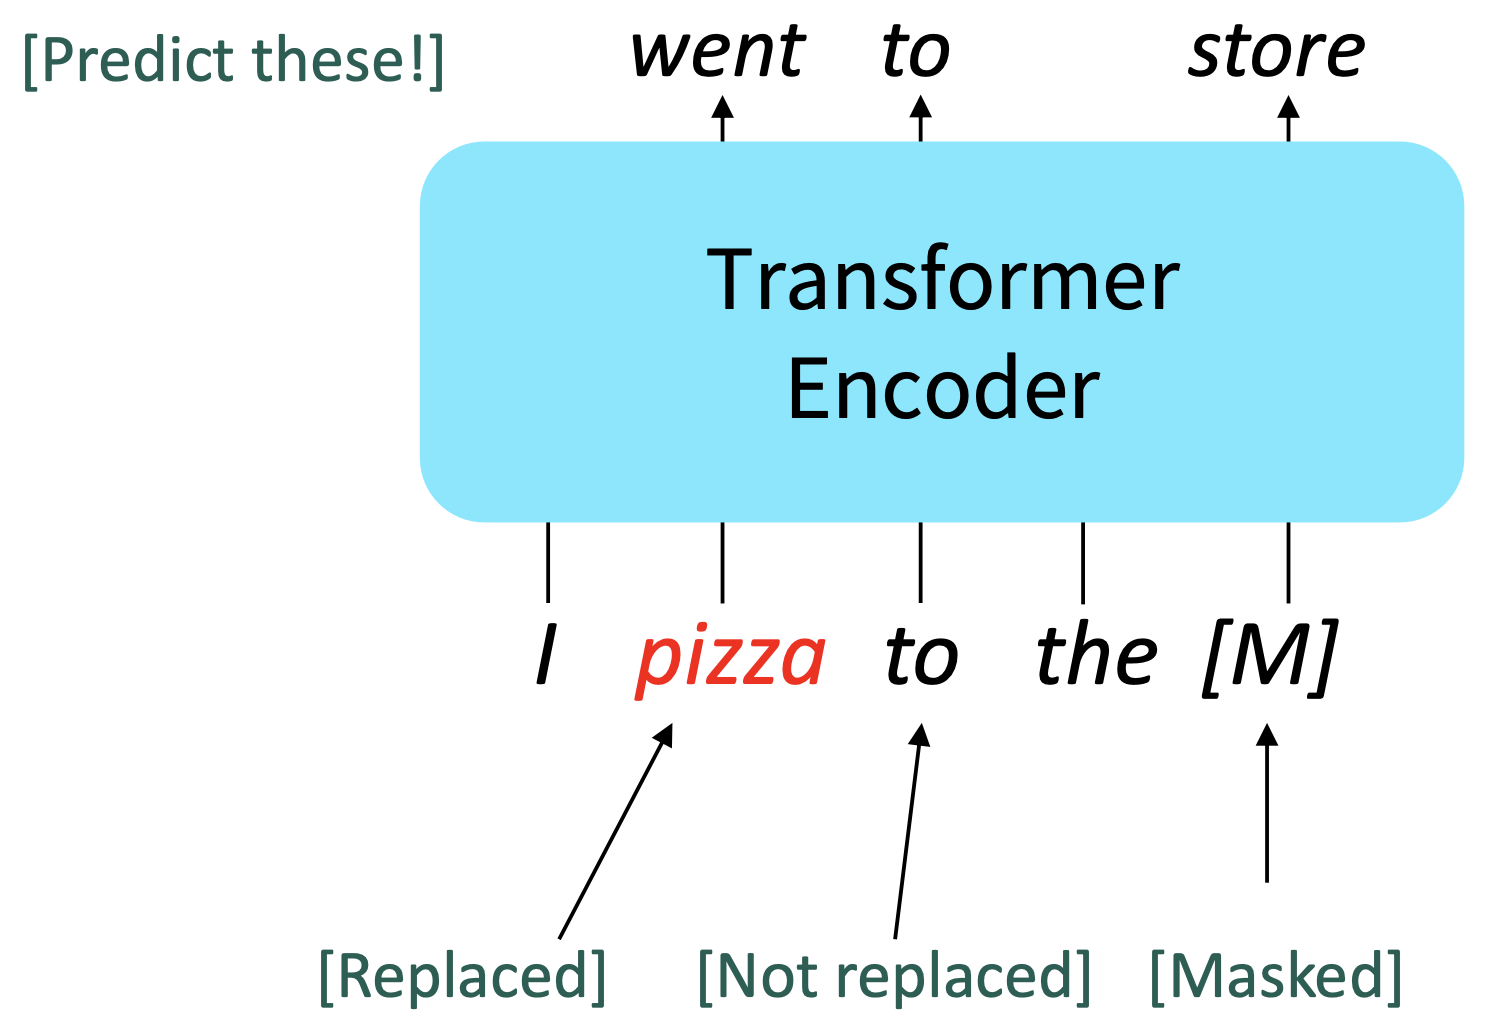 [Predict these!] went to store
Transformer
Encoder
I pizza to the [M]
[Replaced] [Not replaced] [Masked]